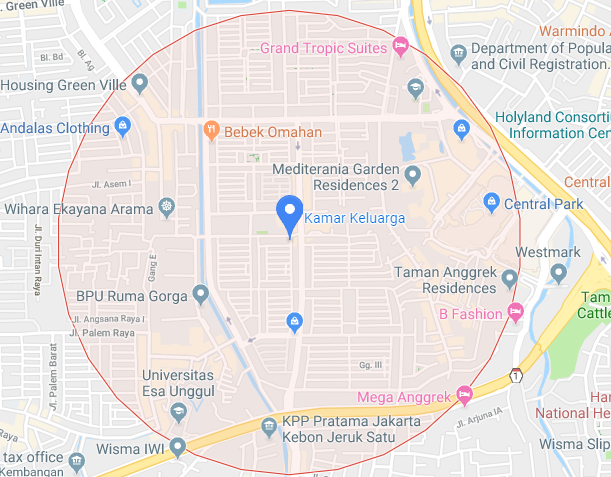 l. Green Ville
Grand Tropic Suites
Warmindo A
Department of Popula
and Civil Registration...
Bl. Bd
Bl. Ag
Housing Green Ville
Holyland Consorti
Information Cen
Andalas Clothing
Bebek Omahan
Mediterania Garden
Residences 2
Central
Jl. Asem I
Wihara Ekayana Arama
Kamar Keluarga
Central Park
Jl. Duri Intan Raya
Gang E
Westmark
Taman Anggrek
Residences
BPU Ruma Gorga
Tam
Cattle
B Fashion
Jl. Angsana Raya I
Jl. Palem Raya
Gg. III
1
Universitas
Esa Unggul
Jl. Palem Barat
Mega Anggrek
Har
National He
KPP Pratama Jakarta
Kebon Jeruk Satu
Jl. Arjuna IA
Raya
Wisma IWI
Wisma Slip
tax office
Kembangan